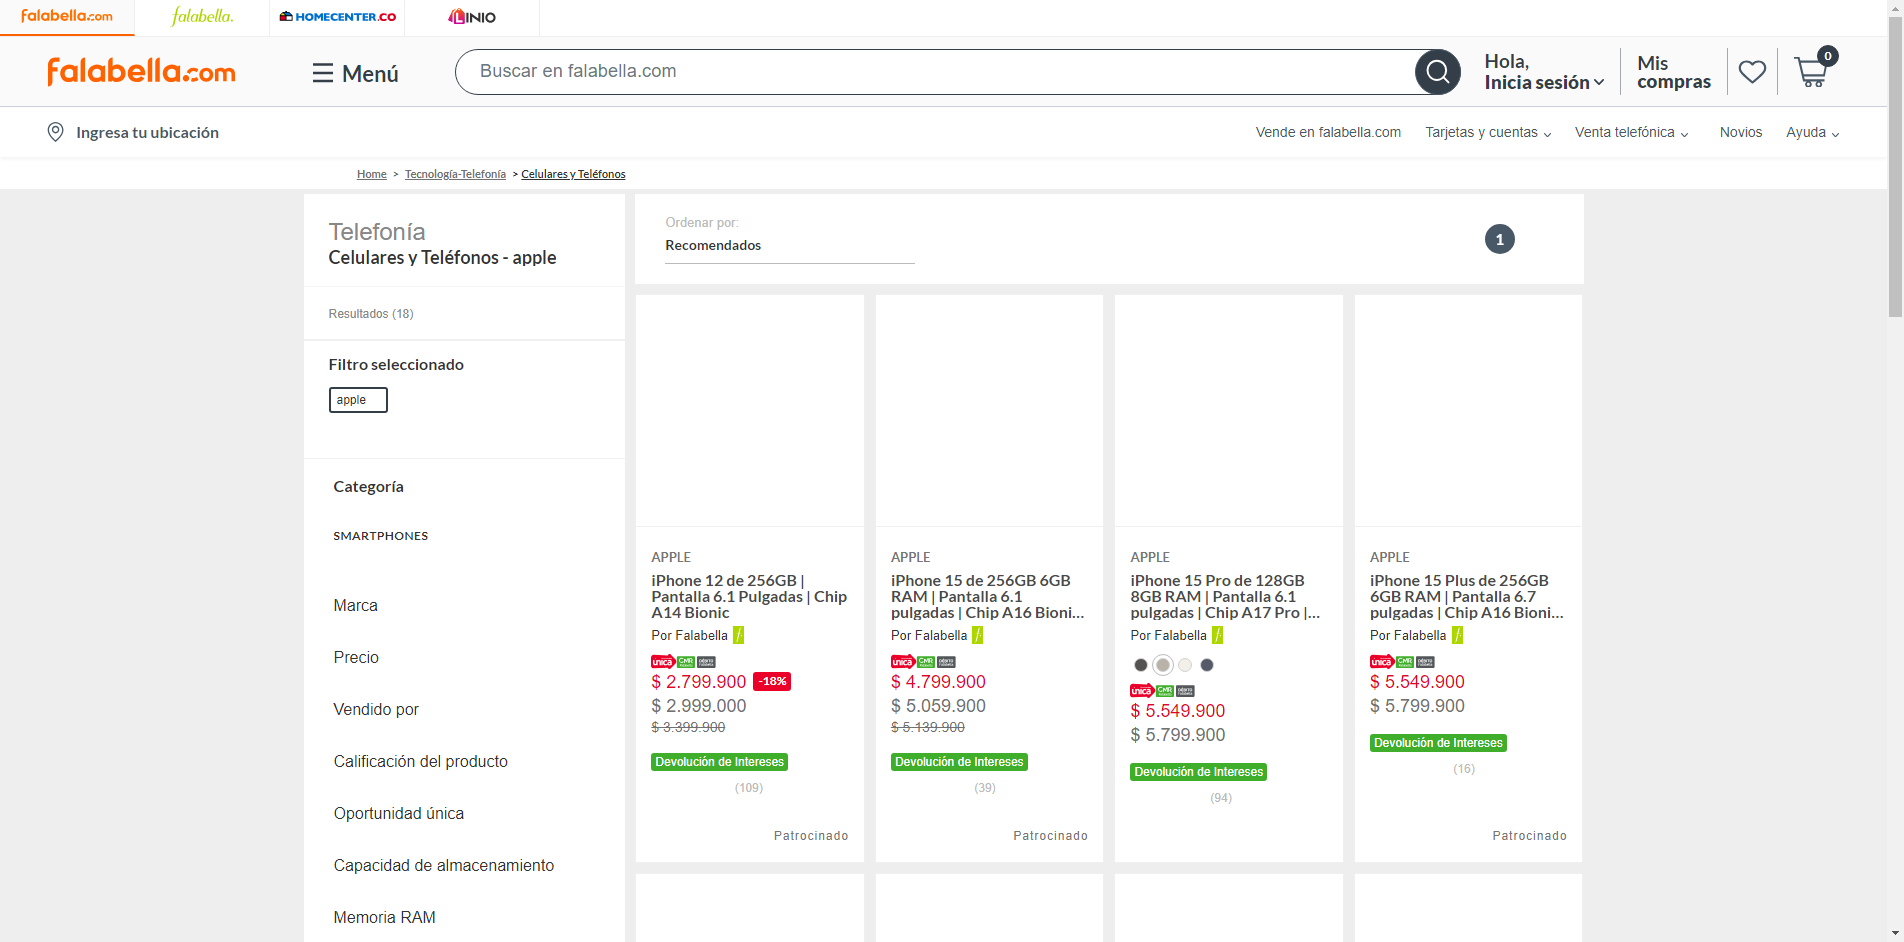 falabella.com
falabella.
HOMECENTER.CO
LINIO
falabella.com
Menú
Buscar en falabella.com
Hola,
Inicia sesión
Mis
compras
0
Ingresa tu ubicación
Vende en falabella.com
Tarjetas y cuentas
Venta telefónica
Novios
Ayuda
Home > Tecnología-Telefonía > Celulares y Teléfonos
Telefonía
Celulares y Teléfonos - apple
Resultados (18)
Filtro seleccionado
apple
Categoría
SMARTPHONES
Marca
Precio
Vendido por
Calificación del producto
Oportunidad única
Capacidad de almacenamiento
Memoria RAM
Ordenar por:
Recomendados
1
APPLE
iPhone 12 de 256GB |
Pantalla 6.1 Pulgadas | Chip
A14 Bionic
Por Falabella
única CMR
$ 2.799.900 -18%
$ 2.999.000
$ 3.399.900
Devolución de Intereses
(109)
Patrocinado
APPLE
iPhone 15 de 256GB 6GB
RAM | Pantalla 6.1
pulgadas | Chip A16 Bioni...
Por Falabella
única CMR
$ 4.799.900
$ 5.059.900
$ 5.139.900
Devolución de Intereses
(39)
Patrocinado
APPLE
iPhone 15 Pro de 128GB
8GB RAM | Pantalla 6.1
pulgadas | Chip A17 Pro |...
Por Falabella
única CMR
$ 5.549.900
$ 5.799.900
Devolución de Intereses
(94)
APPLE
iPhone 15 Plus de 256GB
6GB RAM | Pantalla 6.7
pulgadas | Chip A16 Bioni...
Por Falabella
única CMR
$ 5.549.900
$ 5.799.900
Devolución de Intereses
(16)
Patrocinado